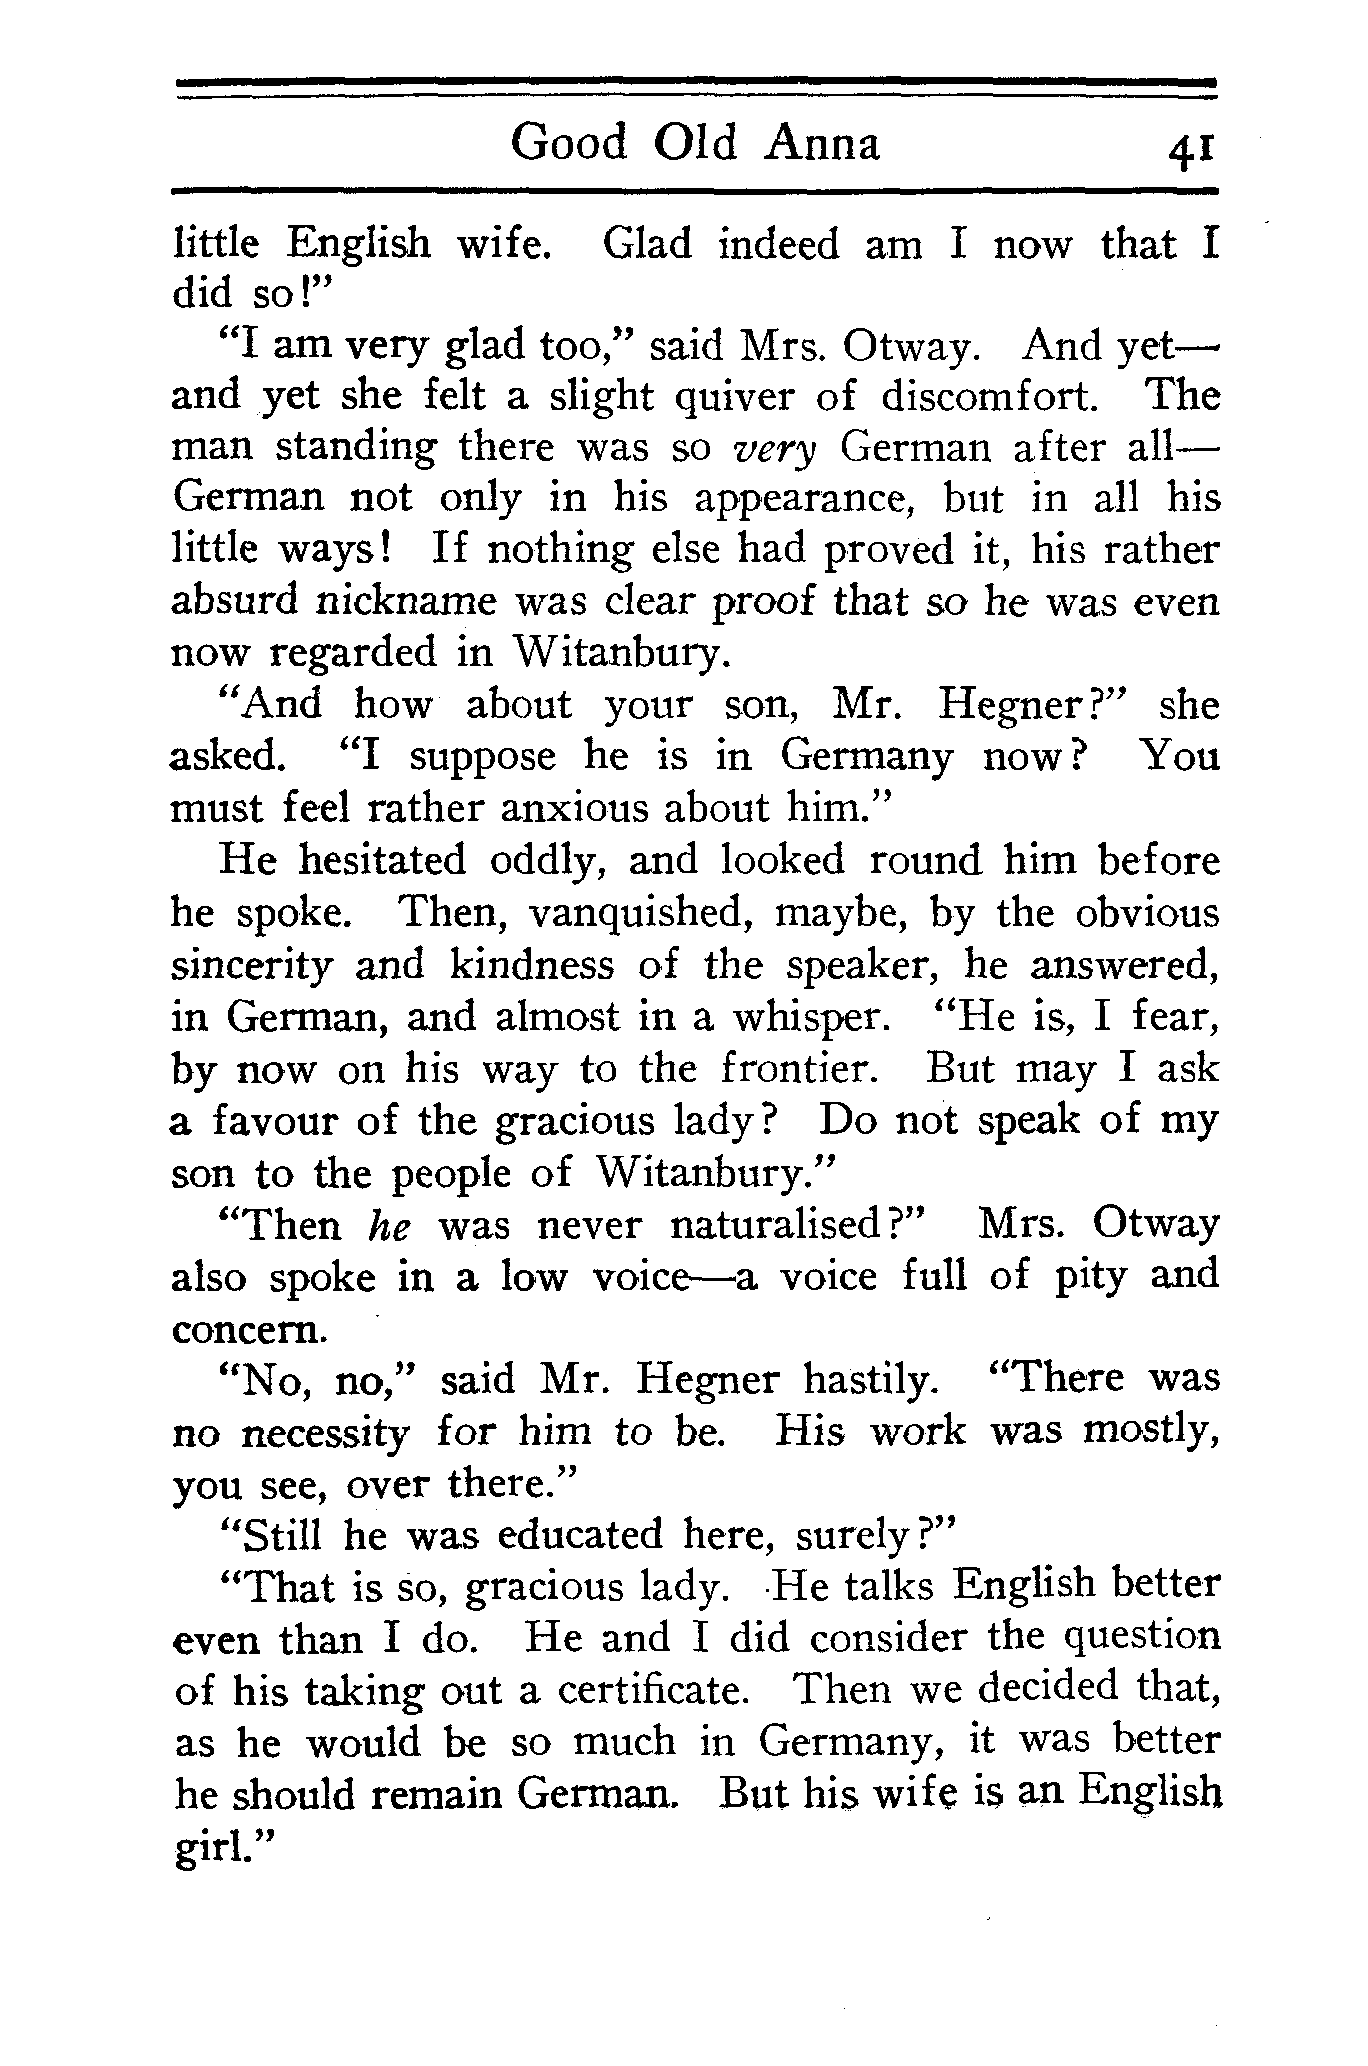 Good Old Anna 41
little English wife. Glad indeed am I now that I
did so!”
“I am very glad too,” said Mrs. Otway. And yet—
and yet she felt a slight quiver of discomfort. The
man standing there was so very German after all—
German not only in his appearance, but in all his
little ways! If nothing else had proved it, his rather
absurd nickname was clear proof that so he was even
now regarded in Witanbury.
“And how about your son, Mr. Hegner?” she
asked. “I suppose he is in Germany now? You
must feel rather anxious about him.”
He hesitated oddly, and looked round him before
he spoke. Then, vanquished, maybe, by the obvious
sincerity and kindness of the speaker, he answered,
in German, and almost in a whisper. “He is, I fear,
by now on his way to the frontier. But may I ask
a favour of the gracious lady? Do not speak of my
son to the people of Witanbury.”
“Then he was never naturalised?” Mrs. Otway
also spoke in a low voice—a voice full of pity and
concern.
“No, no,” said Mr. Hegner hastily. “There was
no necessity for him to be. His work was mostly,
you see, over there.”
“Still he was educated here, surely?”
“That is so, gracious lady. He talks English better
even than I do. He and I did consider the question
of his taking out a certificate. Then we decided that,
as he would be so much in Germany, it was better
he should remain German. But his wife is an English
girl.”